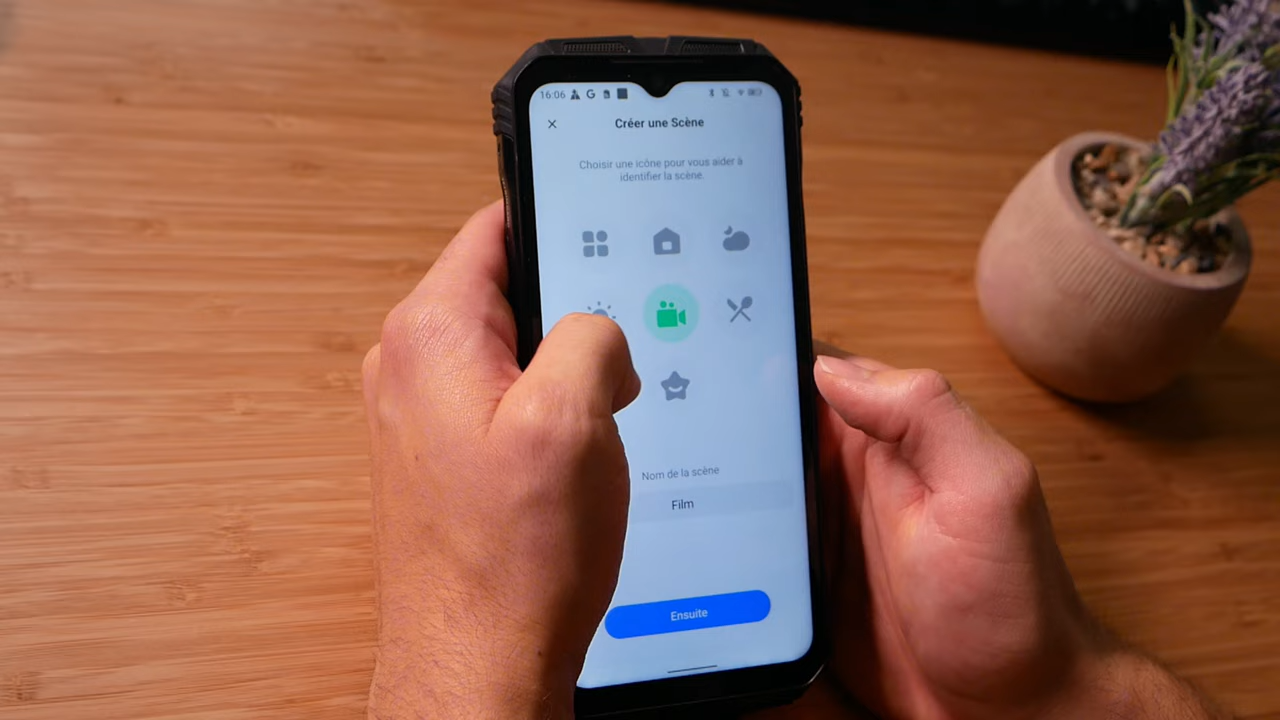 16:06
Créer une Scène
Choisir une icône pour vous aider à
identifier la scène.
Nom de la scène
Film
Ensuite